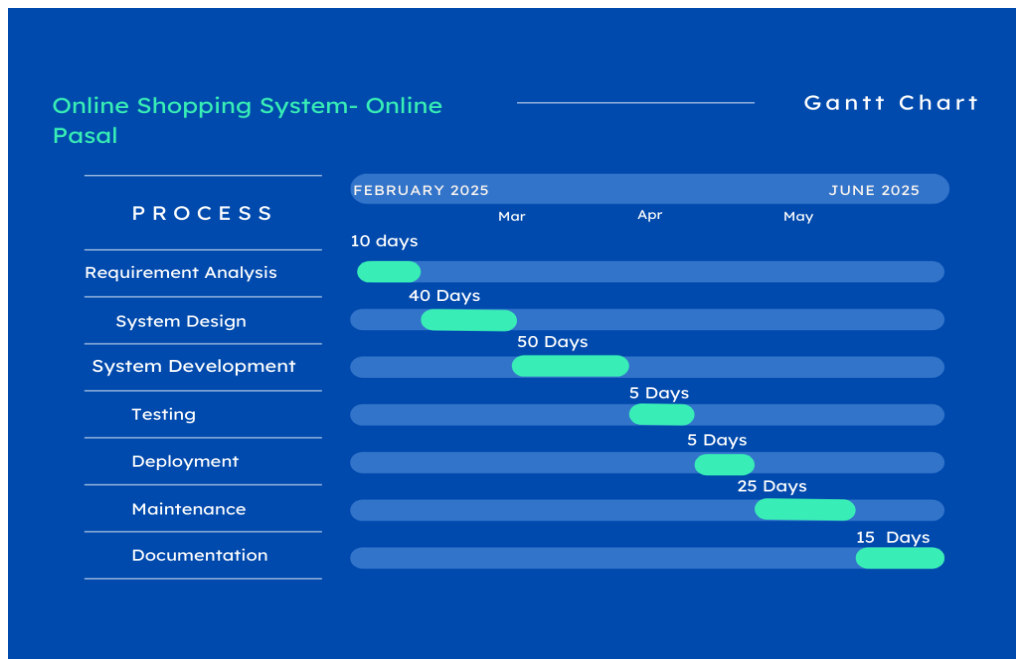 Online Shopping System- Online
Pasal
Gantt Chart
PROCESS
FEBRUARY 2025 JUNE 2025
Mar Apr May
10 days
Requirement Analysis
40 Days
System Design
50 Days
System Development
5 Days
Testing
5 Days
Deployment
25 Days
Maintenance
15 Days
Documentation